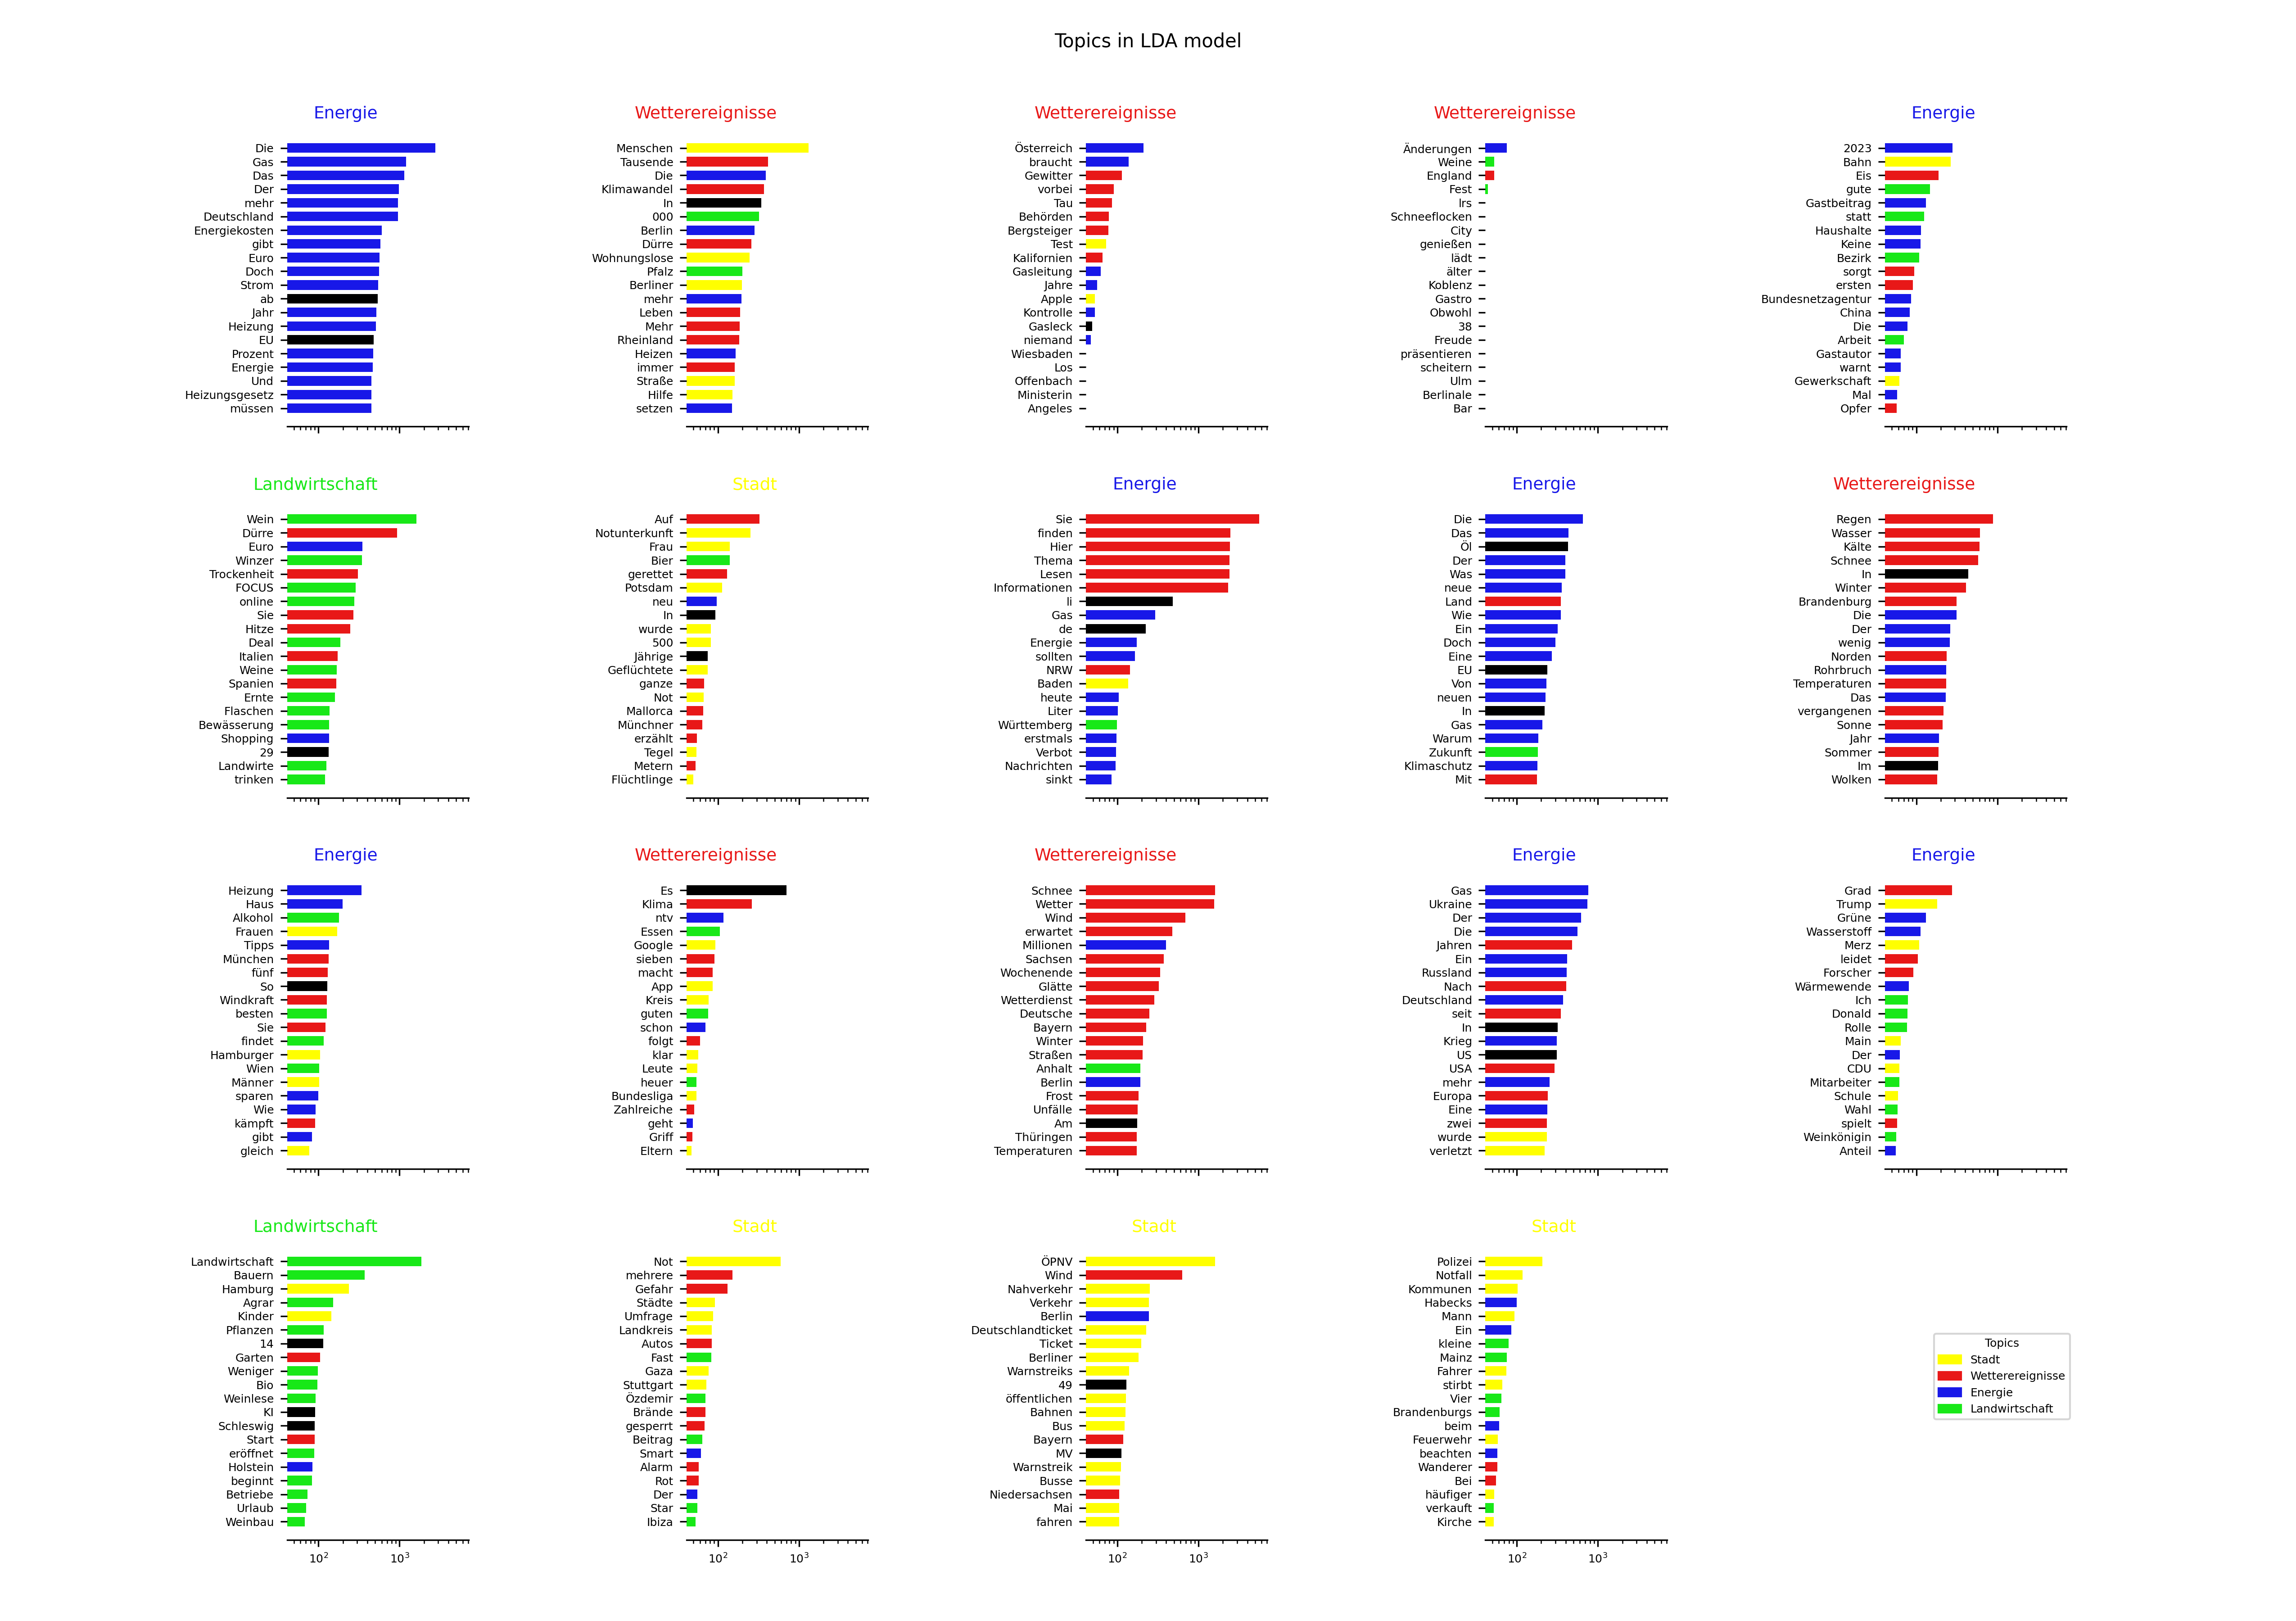 Topics in LDA model
Energie
Die
Gas
Das
Der
mehr
Deutschland
Energiekosten
gibt
Euro
Doch
Strom
ab
Jahr
Heizung
EU
Prozent
Energie
Und
Heizungsgesetz
müssen
Wetterereignisse
Menschen
Tausende
Die
Klimawandel
In
000
Berlin
Dürre
Wohnungslose
Pfalz
Berliner
mehr
Leben
Mehr
Rheinland
Heizen
immer
Straße
Hilfe
setzen
Wetterereignisse
Österreich
braucht
Gewitter
vorbei
Tau
Behörden
Bergsteiger
Test
Kalifornien
Gasleitung
Jahre
Apple
Kontrolle
Gasleck
niemand
Wiesbaden
Los
Offenbach
Ministerin
Angeles
Wetterereignisse
Änderungen
Weine
England
Fest
Irs
Schneeflocken
City
genießen
lädt
älter
Koblenz
Gastro
Obwohl
38
Freude
präsentieren
scheitern
Ulm
Berlinale
Bar
Energie
2023
Bahn
Eis
gute
Gastbeitrag
statt
Haushalte
Keine
Bezirk
sorgt
ersten
Bundesnetzagentur
China
Die
Arbeit
Gastautor
warnt
Gewerkschaft
Mal
Opfer
Landwirtschaft
Wein
Dürre
Euro
Winzer
Trockenheit
FOCUS
online
Sie
Hitze
Deal
Italien
Weine
Spanien
Ernte
Flaschen
Bewässerung
Shopping
29
Landwirte
trinken
Stadt
Auf
Notunterkunft
Frau
Bier
gerettet
Potsdam
neu
In
wurde
500
Jährige
Geflüchtete
ganze
Not
Mallorca
Münchner
erzählt
Tegel
Metern
Flüchtlinge
Energie
Sie
finden
Hier
Thema
Lesen
Informationen
li
Gas
de
Energie
sollten
NRW
Baden
heute
Liter
Württemberg
erstmals
Verbot
Nachrichten
sinkt
Energie
Die
Das
Öl
Der
Was
neue
Land
Wie
Ein
Doch
Eine
EU
Von
neuen
In
Gas
Warum
Zukunft
Klimaschutz
Mit
Wetterereignisse
Regen
Wasser
Kälte
Schnee
In
Winter
Brandenburg
Die
Der
wenig
Norden
Rohrbruch
Temperaturen
Das
vergangenen
Sonne
Jahr
Sommer
Im
Wolken
Energie
Heizung
Haus
Alkohol
Frauen
Tipps
München
fünf
So
Windkraft
besten
Sie
findet
Hamburger
Wien
Männer
sparen
Wie
kämpft
gibt
gleich
Wetterereignisse
Es
Klima
ntv
Essen
Google
sieben
macht
App
Kreis
guten
schon
folgt
klar
Leute
heuer
Bundesliga
Zahlreiche
geht
Griff
Eltern
Wetterereignisse
Schnee
Wetter
Wind
erwartet
Millionen
Sachsen
Wochenende
Glätte
Wetterdienst
Deutsche
Bayern
Winter
Straßen
Anhalt
Berlin
Frost
Unfälle
Am
Thüringen
Temperaturen
Energie
Gas
Ukraine
Der
Die
Jahren
Ein
Russland
Nach
Deutschland
seit
In
Krieg
US
USA
mehr
Europa
Eine
zwei
wurde
verletzt
Energie
Grad
Trump
Grüne
Wasserstoff
Merz
leidet
Forscher
Wärmewende
Ich
Donald
Rolle
Main
Der
CDU
Mitarbeiter
Schule
Wahl
spielt
Weinkönigin
Anteil
Landwirtschaft
Landwirtschaft
Bauern
Hamburg
Agrar
Kinder
Pflanzen
14
Garten
Weniger
Bio
Weinlese
KI
Schleswig
Start
eröffnet
Holstein
beginnt
Betriebe
Urlaub
Weinbau
10² 10³
Stadt
Not
mehrere
Gefahr
Städte
Umfrage
Landkreis
Autos
Fast
Gaza
Stuttgart
Özdemir
Brände
gesperrt
Beitrag
Smart
Alarm
Rot
Der
Star
Ibiza
10² 10³
Stadt
ÖPNV
Wind
Nahverkehr
Verkehr
Berlin
Deutschlandticket
Ticket
Berliner
Warnstreiks
49
öffentlichen
Bahnen
Bus
Bayern
MV
Warnstreik
Busse
Niedersachsen
Mai
fahren
10² 10³
Stadt
Polizei
Notfall
Kommunen
Habecks
Mann
Ein
kleine
Mainz
Fahrer
stirbt
Vier
Brandenburgs
beim
Feuerwehr
beachten
Wanderer
Bei
häufiger
verkauft
Kirche
10² 10³
Topics
Stadt
Wetterereignisse
Energie
Landwirtschaft